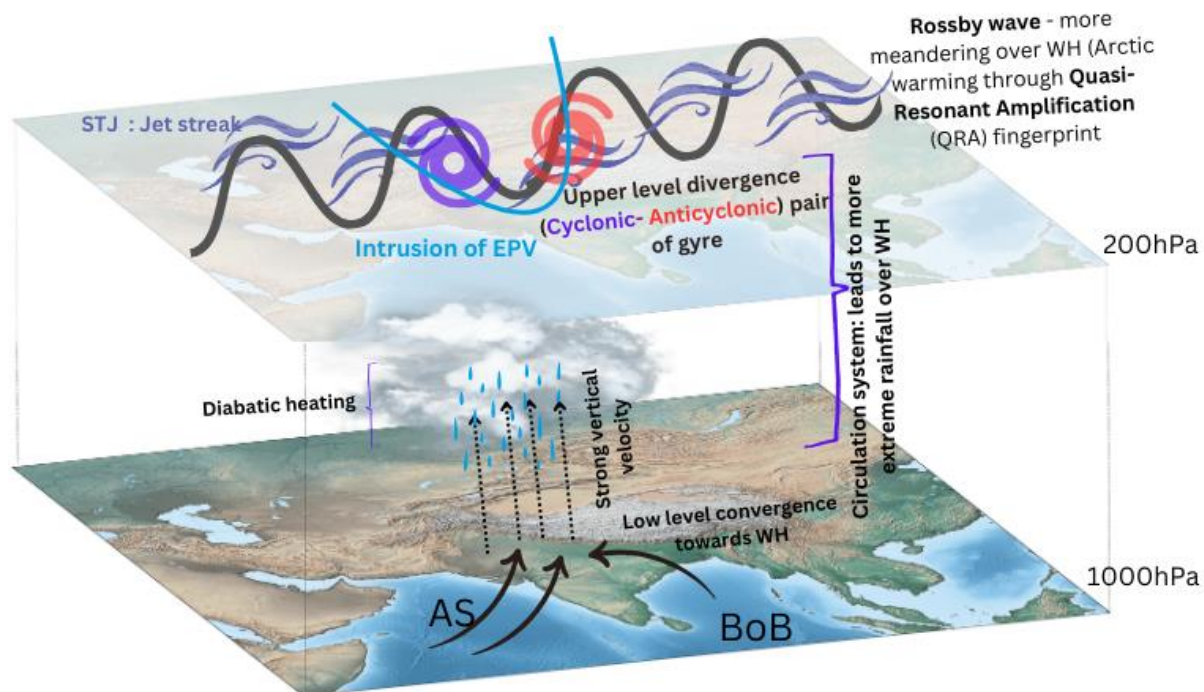 Rossby wave - more
meandering over WH (Arctic
warming through Quasi-
Resonant Amplification
(QRA) fingerprint
STJ : Jet streak
Upper level divergence
(Cyclonic- Anticyclonic) pair
of gyre
Intrusion of EPV
200hPa
Circulation system: leads to more
extreme rainfall over WH
Diabatic heating
Strong vertical
velocity
Low level convergence
towards WH
1000hPa
AS
BoB